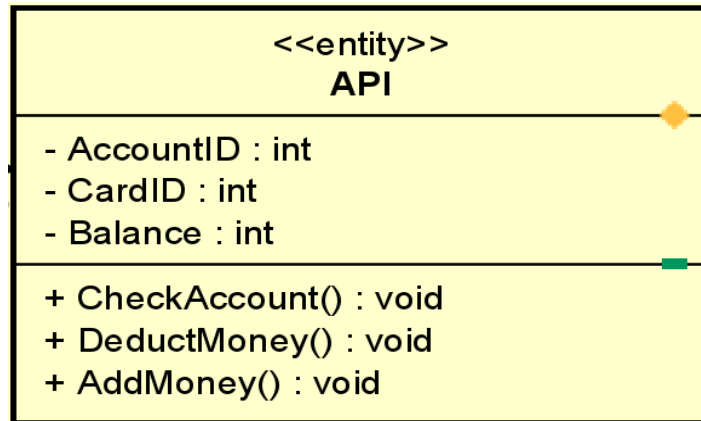 <<entity>>
API
- AccountID : int
- CardID : int
- Balance : int
+ CheckAccount() : void
+ DeductMoney() : void
+ AddMoney() : void